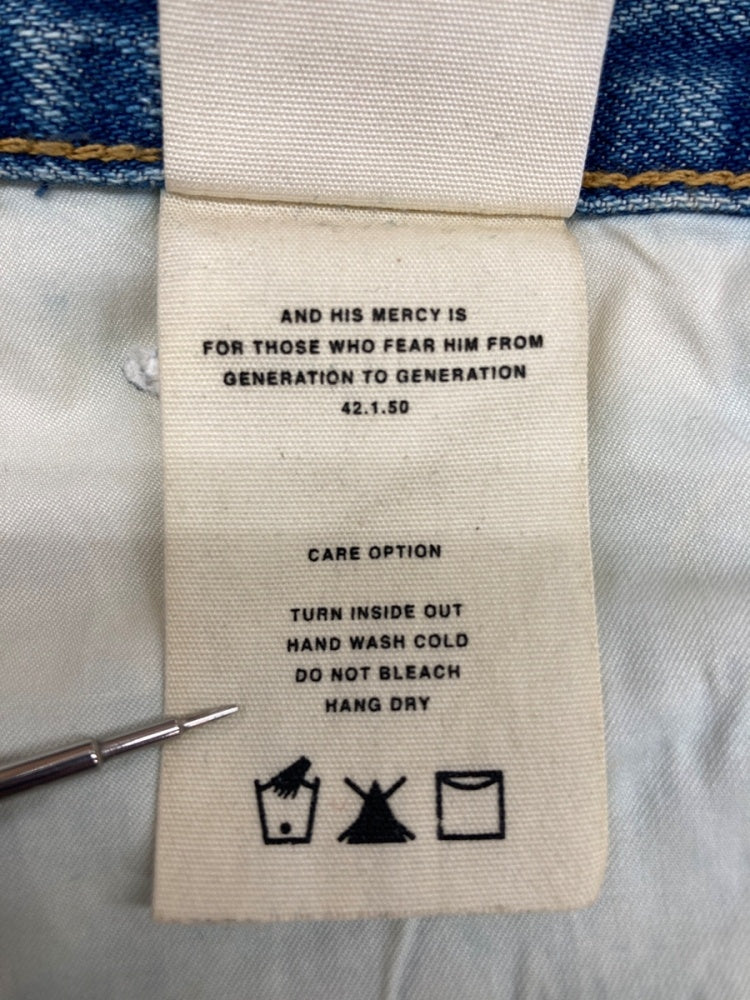 AND HIS MERCY IS
FOR THOSE WHO FEAR HIM FROM
GENERATION TO GENERATION
42.1.50
CARE OPTION
TURN INSIDE OUT
HAND WASH COLD
DO NOT BLEACH
HANG DRY